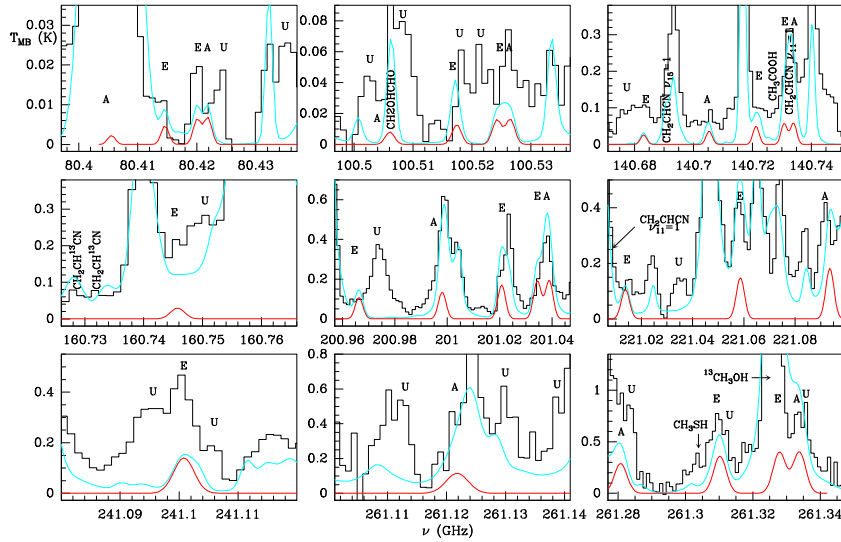 T_MB (K)
0.03
0.02
0.01
0
A
E
E A U
U
80.4 80.41 80.42 80.43
0.08
0.06
0.04
0.02
0
U
A
CH2OHCHO
U
E
U
U
E A
100.5 100.51 100.52 100.53
0.3
0.2
0.1
0
U
E
CH₂CHCN ν₁₅=1
A
E
CH₃COOH
E A
CH₂CHCN ν₁₁=1
140.68 140.7 140.72 140.74
0.3
0.2
0.1
0
CH₂CH¹³CN
CH₂CH¹³CN
E
U
160.73 160.74 160.75 160.76
0.6
0.4
0.2
0
E
U
A
E
E A
200.96 200.98 201 201.02 201.04
0.4
0.3
0.2
0.1
0
CH₂CHCN
ν₁₁=1
E
U
E
A
221.02 221.04 221.06 221.08
0.4
0.2
0
U
E
U
241.09 241.1 241.11
0.8
0.6
0.4
0.2
0
U
A
U
U
261.11 261.12 261.13 261.14
1
0.5
0
U
A
CH₃SH
E
U
¹³CH₃OH
E A U
261.28 261.3 261.32 261.34
ν (GHz)